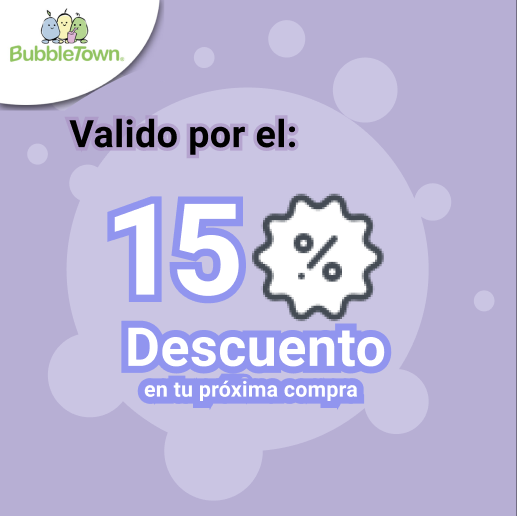 BubbleTown®
Valido por el:
15%
Descuento
en tu próxima compra